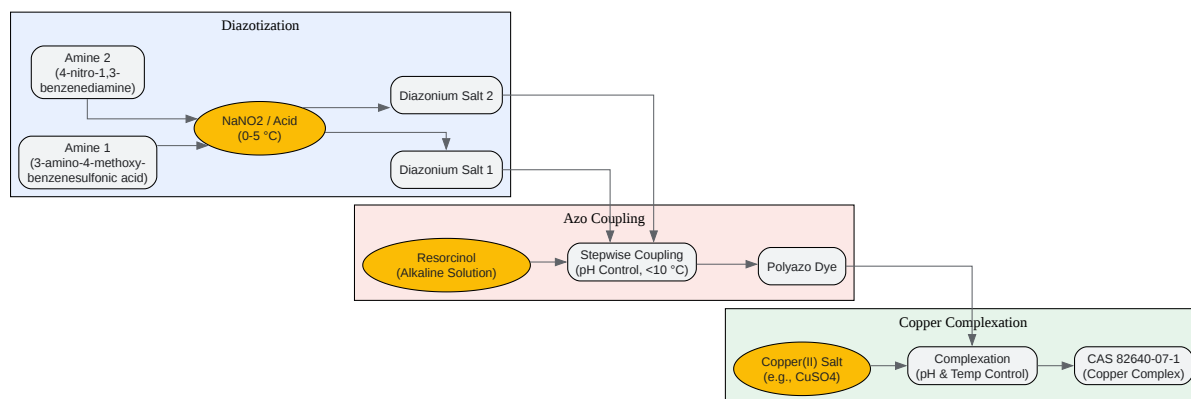 Diazotization
Amine 2
(4-nitro-1,3-
benzenediamine)
NaNO2 / Acid
(0-5 °C)
Diazonium Salt 2
Amine 1
(3-amino-4-methoxy-
benzenesulfonic acid)
Diazonium Salt 1
Azo Coupling
Resorcinol
(Alkaline Solution)
Stepwise Coupling
(pH Control, <10 °C)
Polyazo Dye
Copper Complexation
Copper(II) Salt
(e.g., CuSO4)
Complexation
(pH & Temp Control)
CAS 82640-07-1
(Copper Complex)